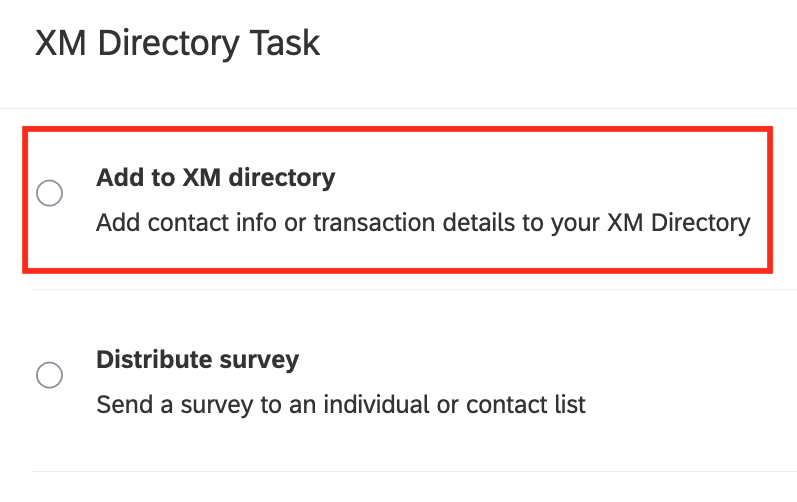 XM Directory Task
Add to XM directory
Add contact info or transaction details to your XM Directory
Distribute survey
Send a survey to an individual or contact list